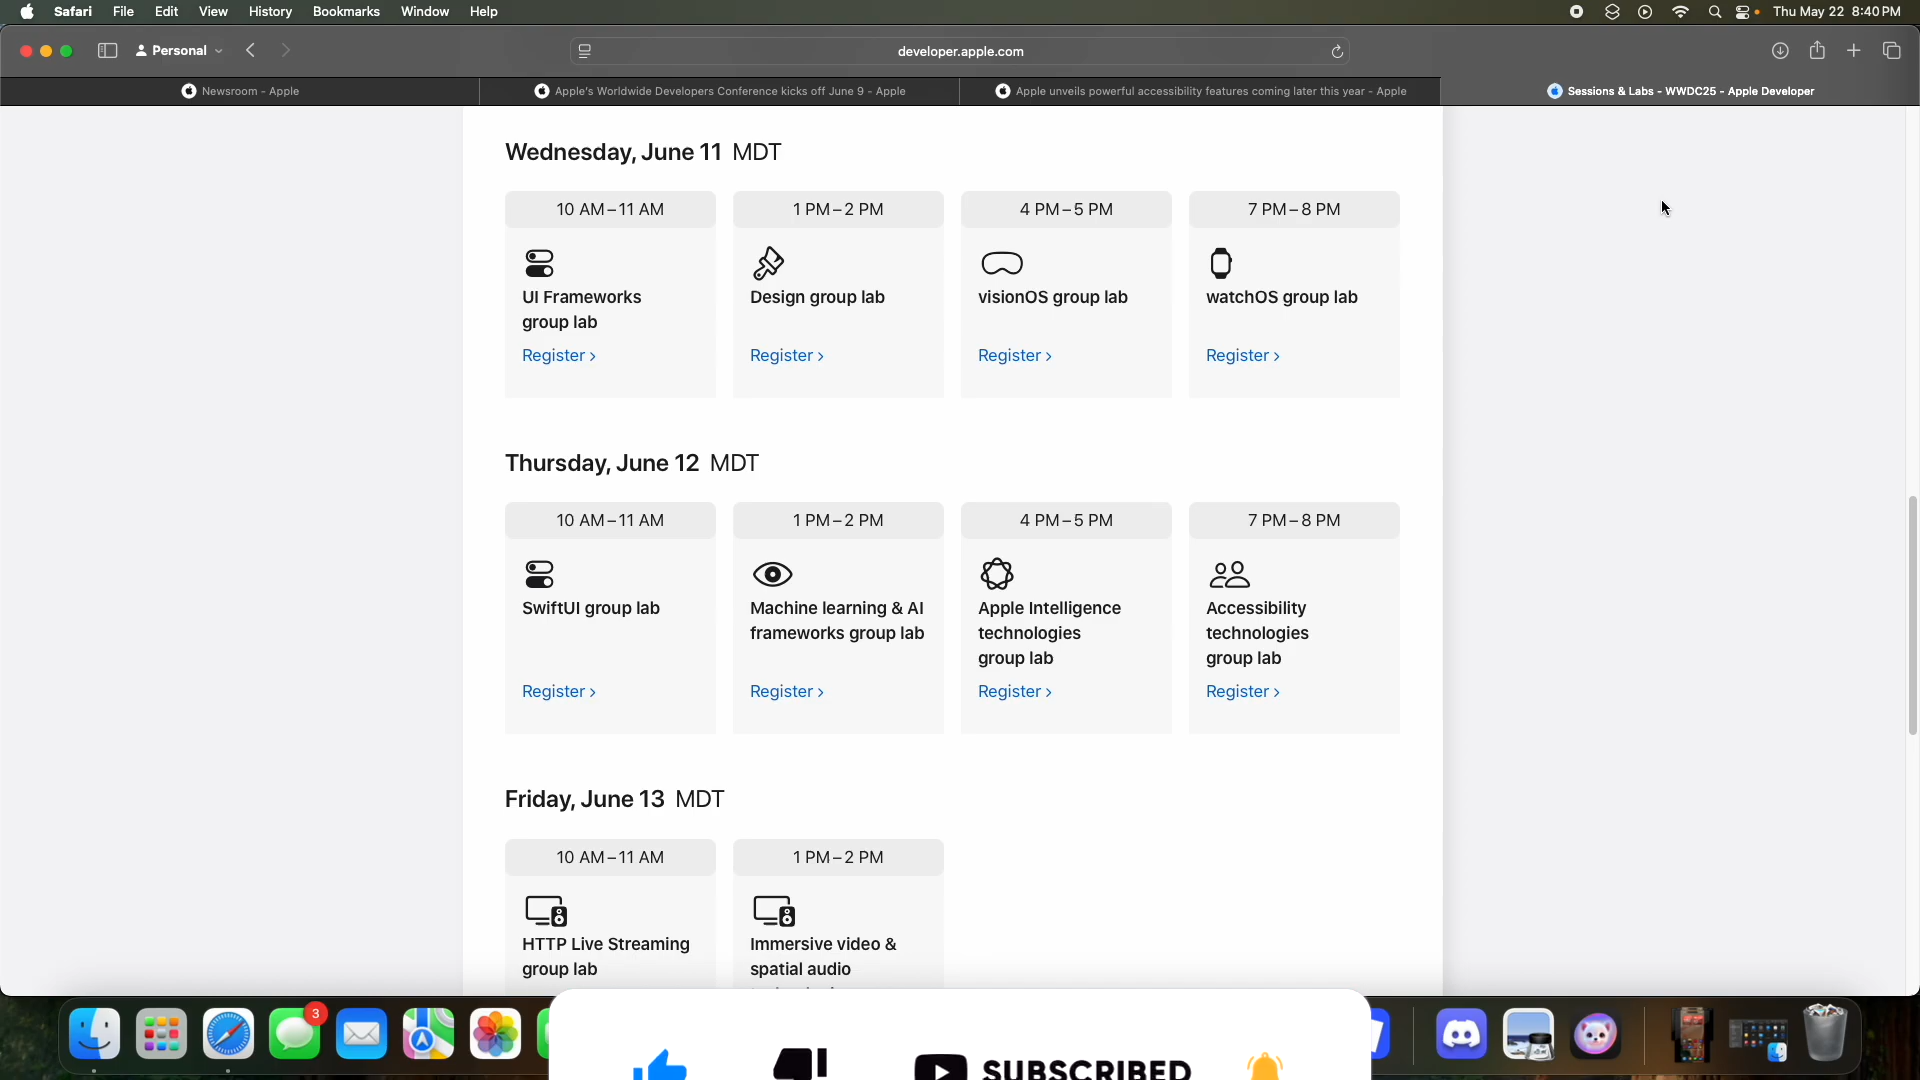 Safari File Edit View History Bookmarks Window Help Thu May 22 8:40 PM
Personal developer.apple.com
Newsroom - Apple Apple's Worldwide Developers Conference kicks off June 9 - Apple Apple unveils powerful accessibility features coming later this year - Apple Sessions & Labs - WWDC25 - Apple Developer
Wednesday, June 11 MDT
10 AM – 11 AM 1 PM – 2 PM 4 PM – 5 PM 7 PM – 8 PM
UI Frameworks Design group lab visionOS group lab watchOS group lab
group lab
Register > Register > Register > Register >
Thursday, June 12 MDT
10 AM – 11 AM 1 PM – 2 PM 4 PM – 5 PM 7 PM – 8 PM
SwiftUI group lab Machine learning & AI Apple Intelligence Accessibility
frameworks group lab technologies technologies
group lab group lab
Register > Register > Register > Register >
Friday, June 13 MDT
10 AM – 11 AM 1 PM – 2 PM
HTTP Live Streaming Immersive video &
group lab spatial audio
3
SUBSCRIBED